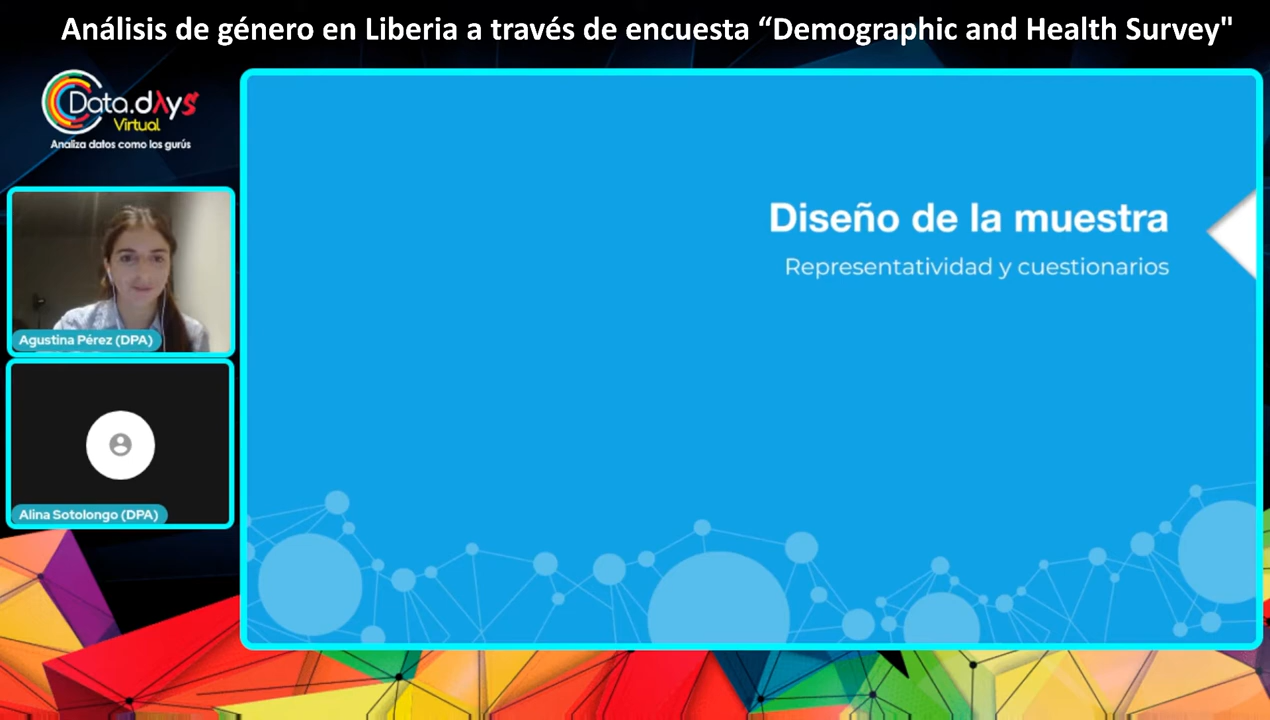 Análisis de género en Liberia a través de encuesta “Demographic and Health Survey"
Data.dλys
Virtual
Analiza datos como los gurús
Diseño de la muestra
Representatividad y cuestionarios
Agustina Pérez (DPA)
Alina Sotolongo (DPA)